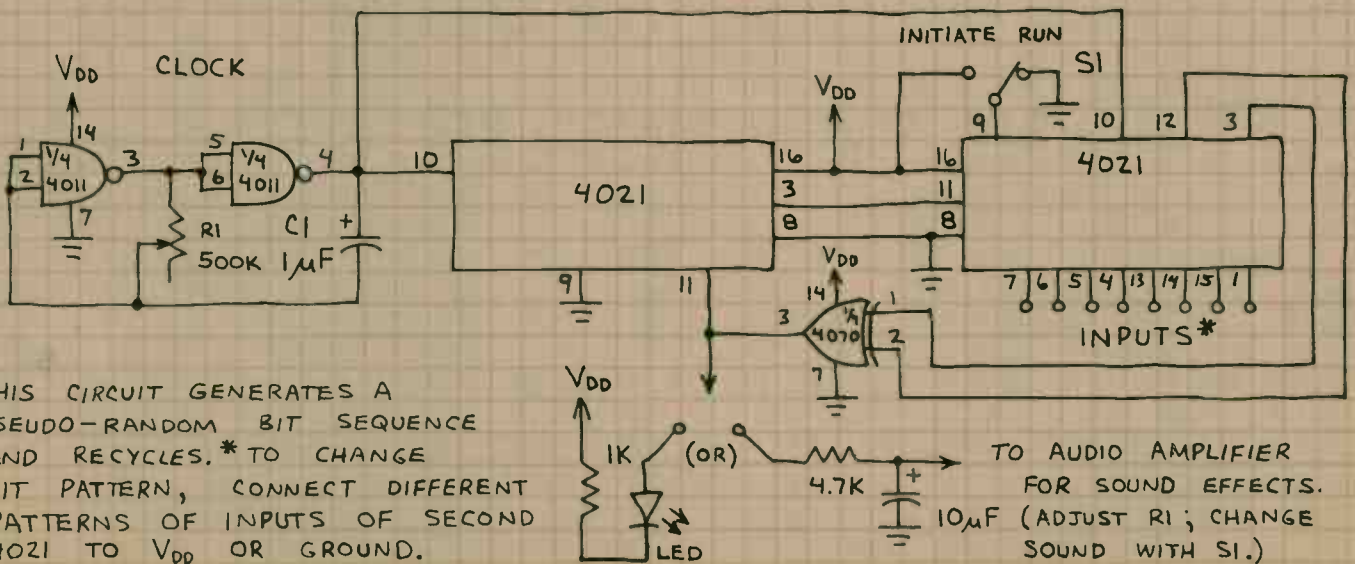 INITIATE RUN
S1
VDD CLOCK
VDD
14
1
2
1/4
4011
3
7
5
6
1/4
4011
4
R1
500K
C1
+
1µF
10
4021
16
3
8
9
11
VDD
9
10
12
3
16
11
8
4021
7 6 5 4 13 14 15 1
INPUTS*
VDD
14
3
4070
1
2
7
HIS CIRCUIT GENERATES A
SEUDO-RANDOM BIT SEQUENCE
ND RECYCLES.* TO CHANGE
IT PATTERN, CONNECT DIFFERENT
ATTERNS OF INPUTS OF SECOND
4021 TO VDD OR GROUND.
VDD
1K
(OR)
LED
4.7K
+
10µF
TO AUDIO AMPLIFIER
FOR SOUND EFFECTS.
(ADJUST R1; CHANGE
SOUND WITH S1.)